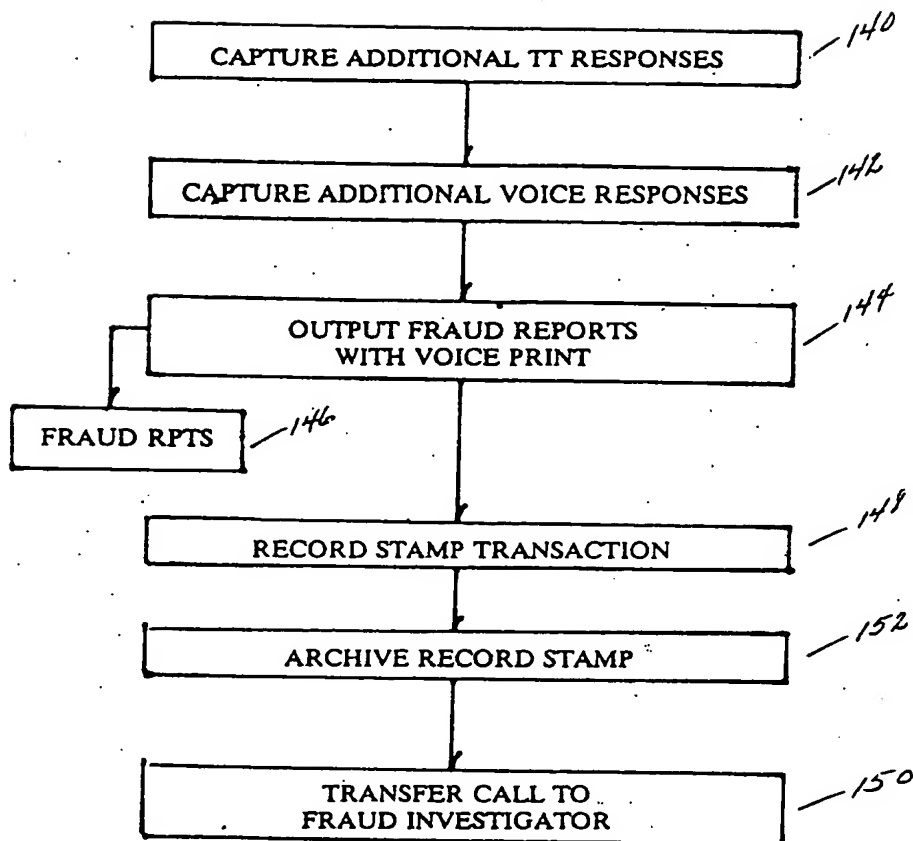 CAPTURE ADDITIONAL TT RESPONSES
140
CAPTURE ADDITIONAL VOICE RESPONSES
142
OUTPUT FRAUD REPORTS
WITH VOICE PRINT
144
FRAUD RPTS
146
RECORD STAMP TRANSACTION
148
ARCHIVE RECORD STAMP
152
TRANSFER CALL TO
FRAUD INVESTIGATOR
150